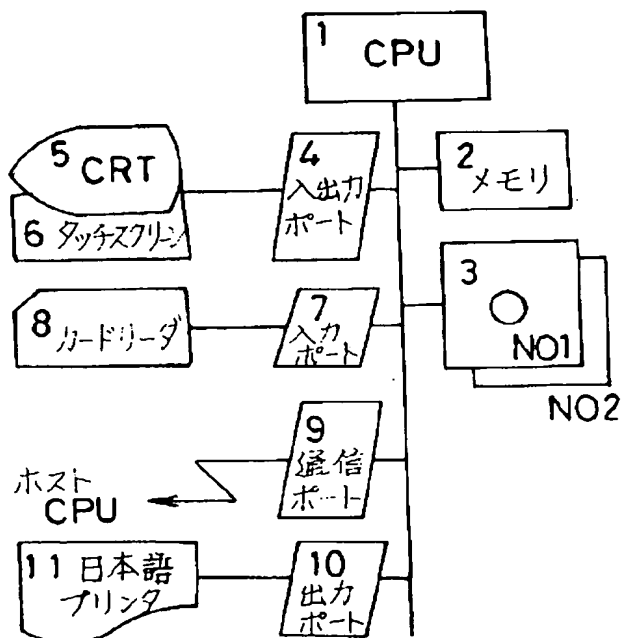 1
CPU
5 CRT
4
入出力
ポート
2
メモリ
6 タッチスクリーン
3
NO1
NO2
8 カードリーダ
7
入力
ポート
9
通信
ポート
ホスト
CPU
11 日本語
プリンタ
10
出力
ポート